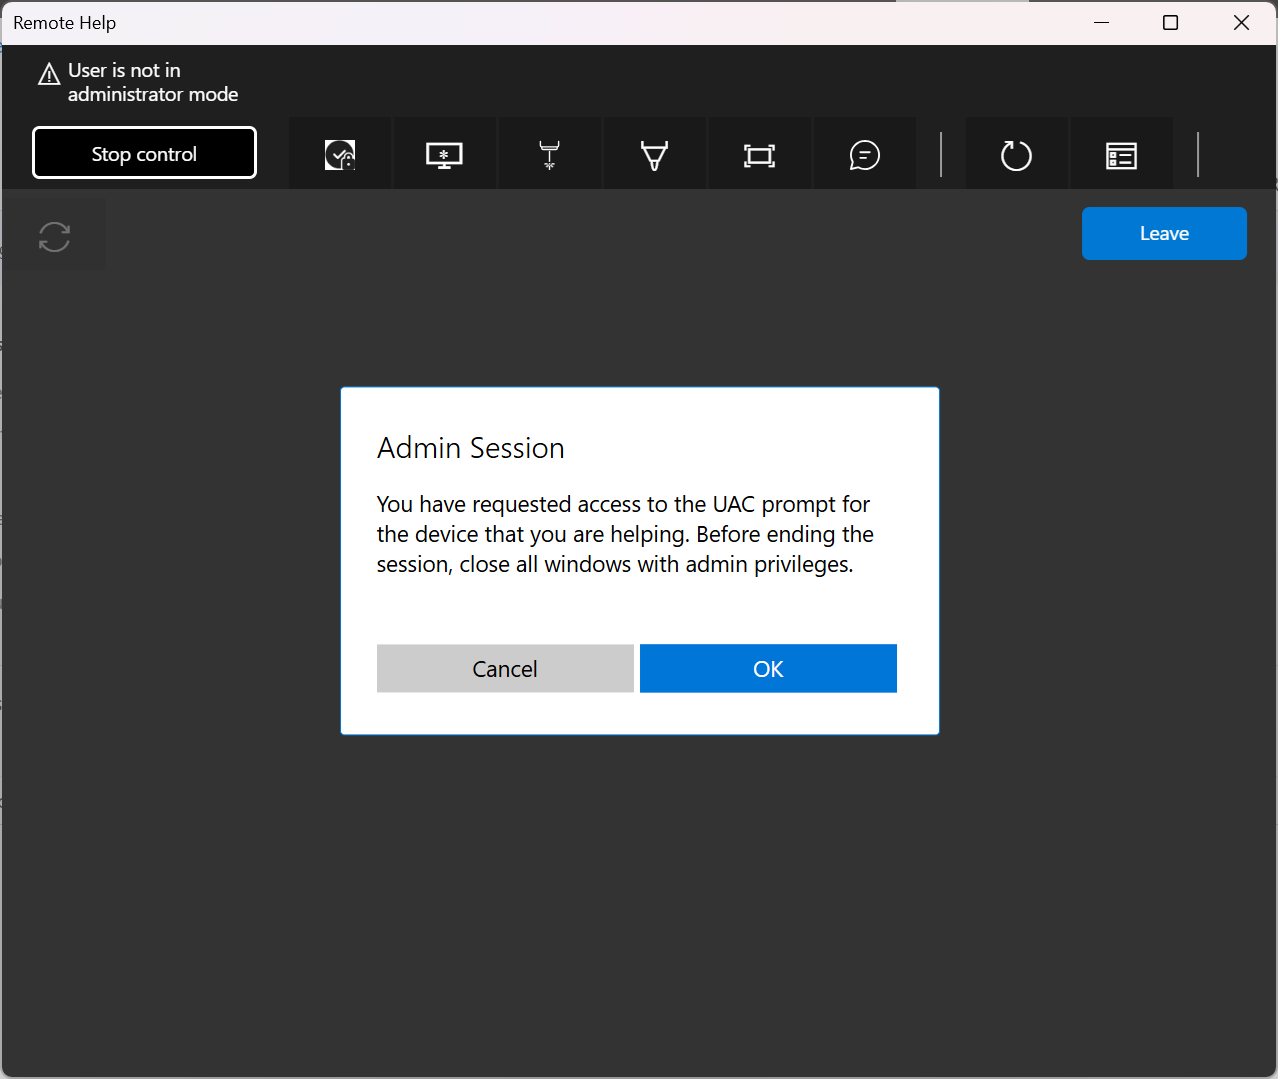 Remote Help
User is not in
administrator mode
Stop control
Leave
Admin Session
You have requested access to the UAC prompt for
the device that you are helping. Before ending the
session, close all windows with admin privileges.
Cancel
OK